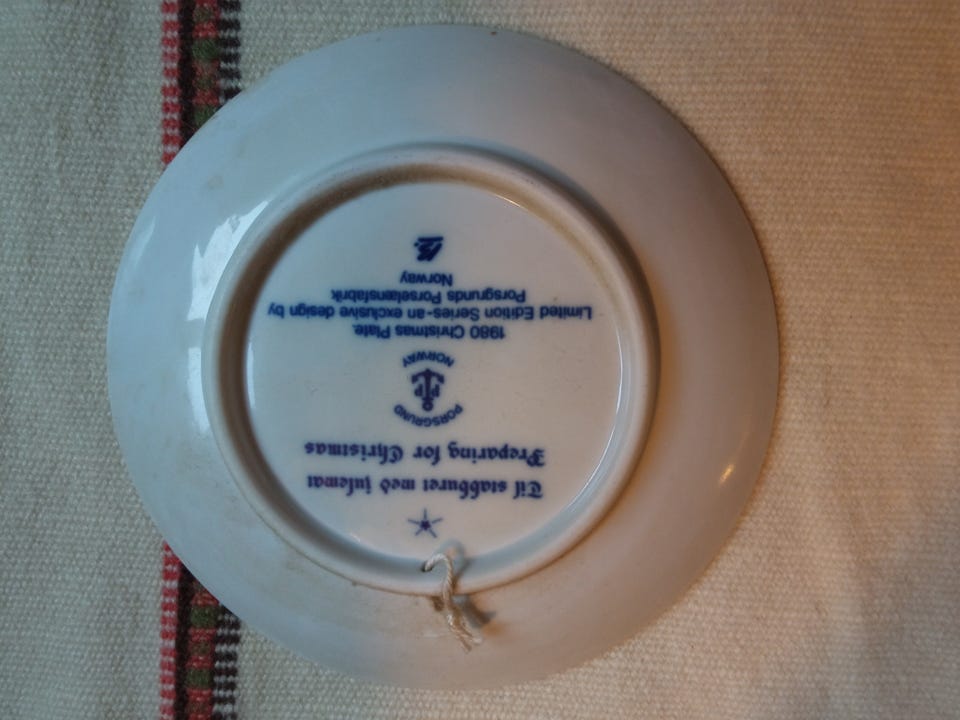 Til stabburet med julemat
Preparing for Christmas
PORSGRUND
NORWAY
1980 Christmas Plate.
Limited Edition Series-an exclusive design by
Porsgrunds Porselænsfabrik
Norway